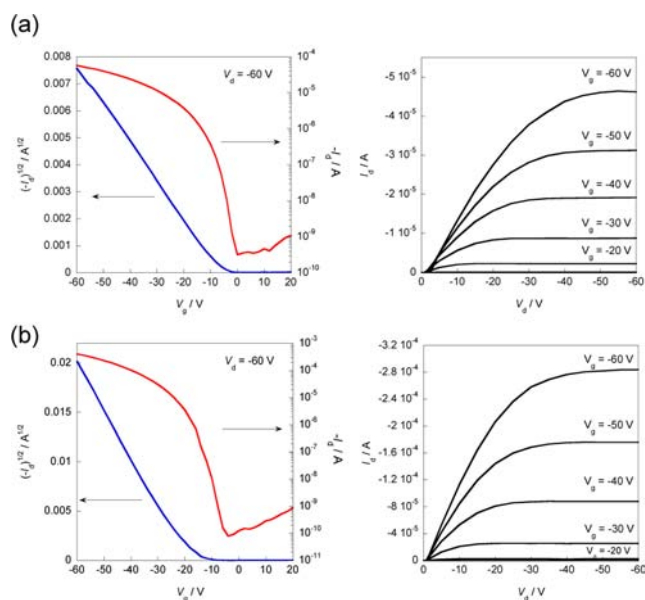 (a)
0.008
0.007
0.006
0.005
0.004
0.003
0.002
0.001
0
(-I_d)^1/2 / A^1/2
V_d = -60 V
10^-4
10^-5
10^-6
10^-7
10^-8
10^-9
10^-10
-I_d / A
-60 -50 -40 -30 -20 -10 0 10 20
V_g / V
-5 10^-5
-4 10^-5
-3 10^-5
-2 10^-5
-1 10^-5
0
I_d / A
V_g = -60 V
V_g = -50 V
V_g = -40 V
V_g = -30 V
V_g = -20 V
0 -10 -20 -30 -40 -50 -60
V_d / V
(b)
0.02
0.015
0.01
0.005
0
(-I_d)^1/2 / A^1/2
V_d = -60 V
10^-3
10^-4
10^-5
10^-6
10^-7
10^-8
10^-9
10^-10
10^-11
-I_d / A
-60 -50 -40 -30 -20 -10 0 10 20
V_g / V
-3.2 10^-4
-2.8 10^-4
-2.4 10^-4
-2 10^-4
-1.6 10^-4
-1.2 10^-4
-8 10^-5
-4 10^-5
0
I_d / A
V_g = -60 V
V_g = -50 V
V_g = -40 V
V_g = -30 V
V_g = -20 V
0 -10 -20 -30 -40 -50 -60
V_d / V